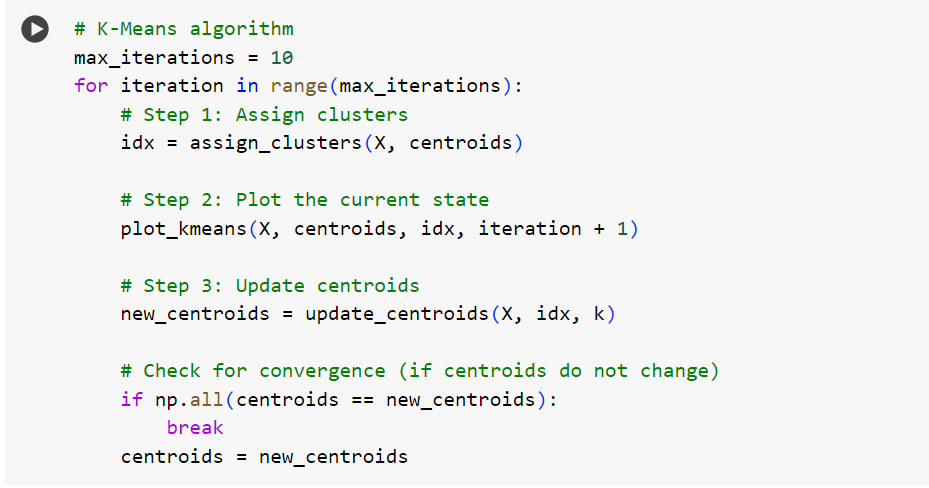 # K-Means algorithm
max_iterations = 10
for iteration in range(max_iterations):
    # Step 1: Assign clusters
    idx = assign_clusters(X, centroids)

    # Step 2: Plot the current state
    plot_kmeans(X, centroids, idx, iteration + 1)

    # Step 3: Update centroids
    new_centroids = update_centroids(X, idx, k)

    # Check for convergence (if centroids do not change)
    if np.all(centroids == new_centroids):
        break
    centroids = new_centroids